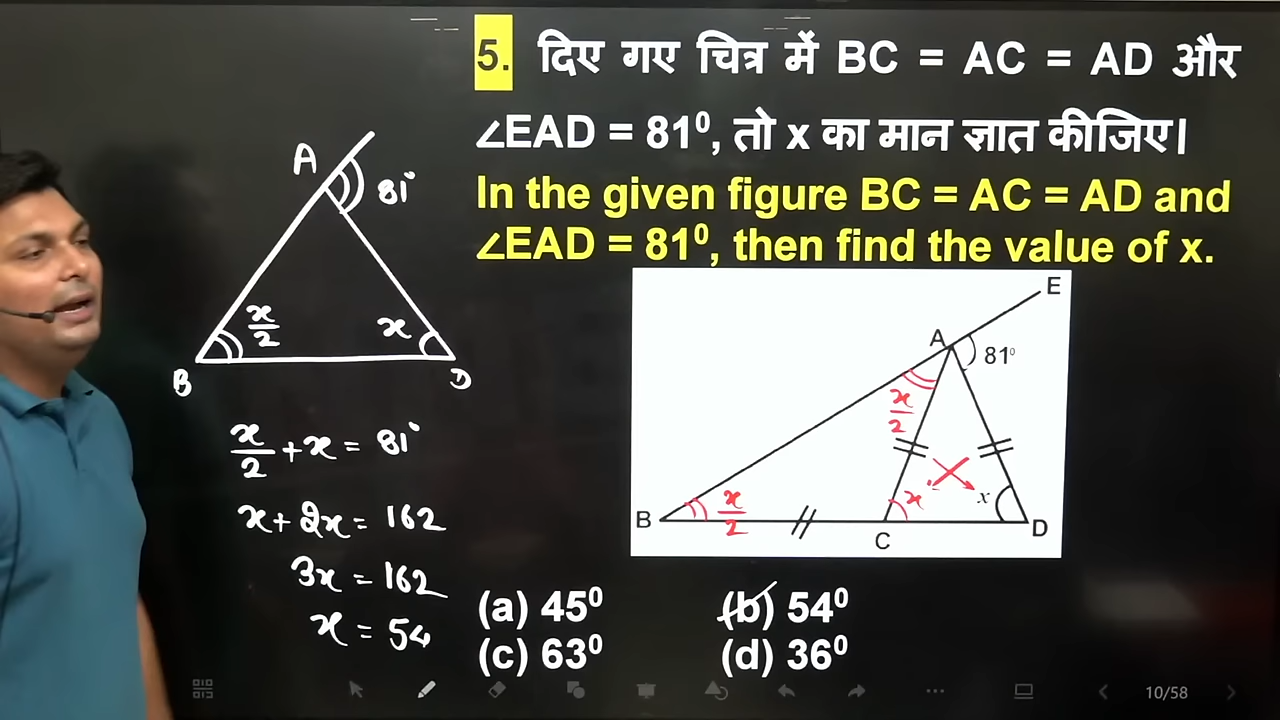 5. दिए गए चित्र में BC = AC = AD और
∠EAD = 81⁰, तो x का मान ज्ञात कीजिए।
In the given figure BC = AC = AD and
∠EAD = 81⁰, then find the value of x.
A
81°
x/2
x
B
D
x/2 + x = 81°
x + 2x = 162
3x = 162
x = 54
E
A
81⁰
x/2
x/2
x
x
B
C
D
(a) 45⁰
(b) 54⁰
(c) 63⁰
(d) 36⁰
10/58